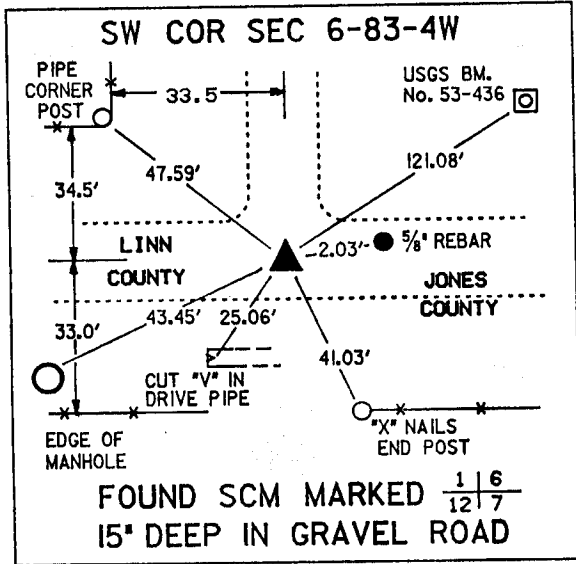 SW COR SEC 6-83-4W
PIPE
CORNER
POST
33.5
USGS BM.
No. 53-436
34.5'
47.59'
121.08'
LINN
COUNTY
2.03'
5/8" REBAR
JONES
COUNTY
33.0'
43.45'
25.06'
41.03'
CUT "V" IN
DRIVE PIPE
EDGE OF
MANHOLE
"X" NAILS
END POST
FOUND SCM MARKED 1 | 6
12 | 7
15" DEEP IN GRAVEL ROAD